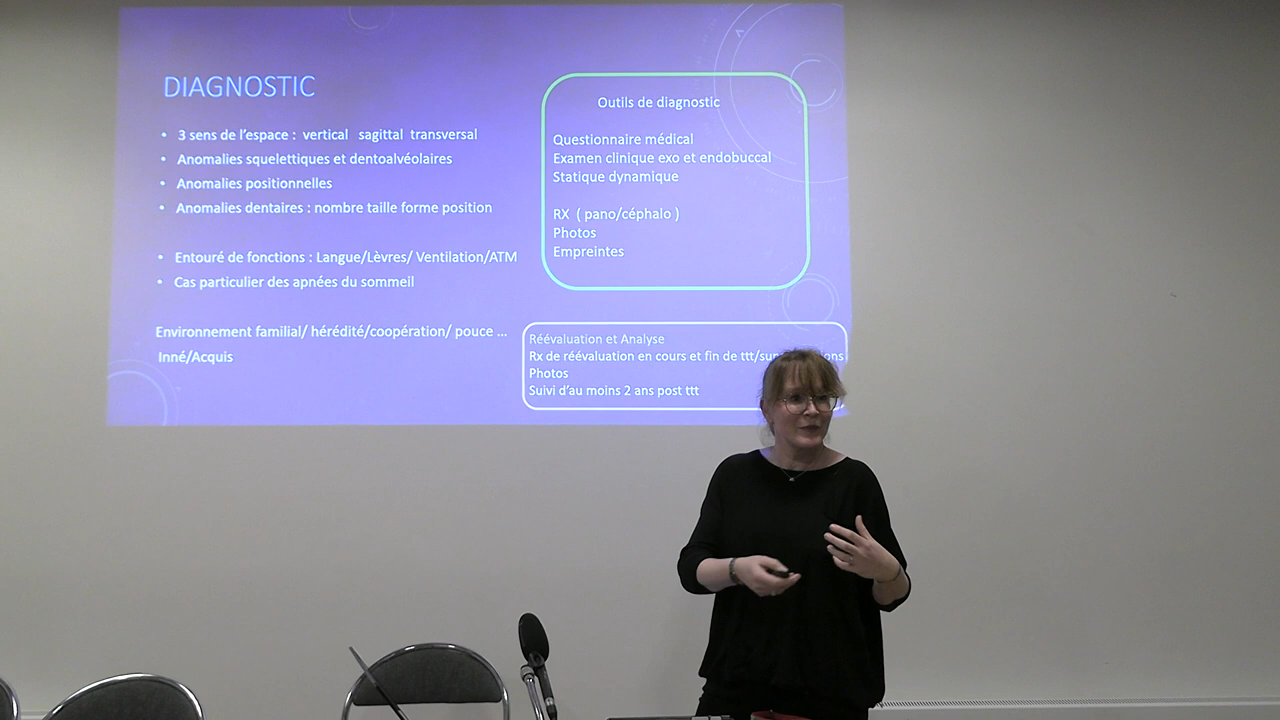 DIAGNOSTIC
• 3 sens de l'espace : vertical sagittal transversal
• Anomalies squelettiques et dentoalvéolaires
• Anomalies positionnelles
• Anomalies dentaires : nombre taille forme position
• Entouré de fonctions : Langue/Lèvres/ Ventilation/ATM
• Cas particulier des apnées du sommeil
Environnement familial/ hérédité/coopération/ pouce ...
Inné/Acquis
Outils de diagnostic
Questionnaire médical
Examen clinique exo et endobuccal
Statique dynamique
RX ( pano/céphalo )
Photos
Empreintes
Réévaluation et Analyse
Rx de réévaluation en cours et fin de ttt/
Photos
Suivi d'au moins 2 ans post ttt